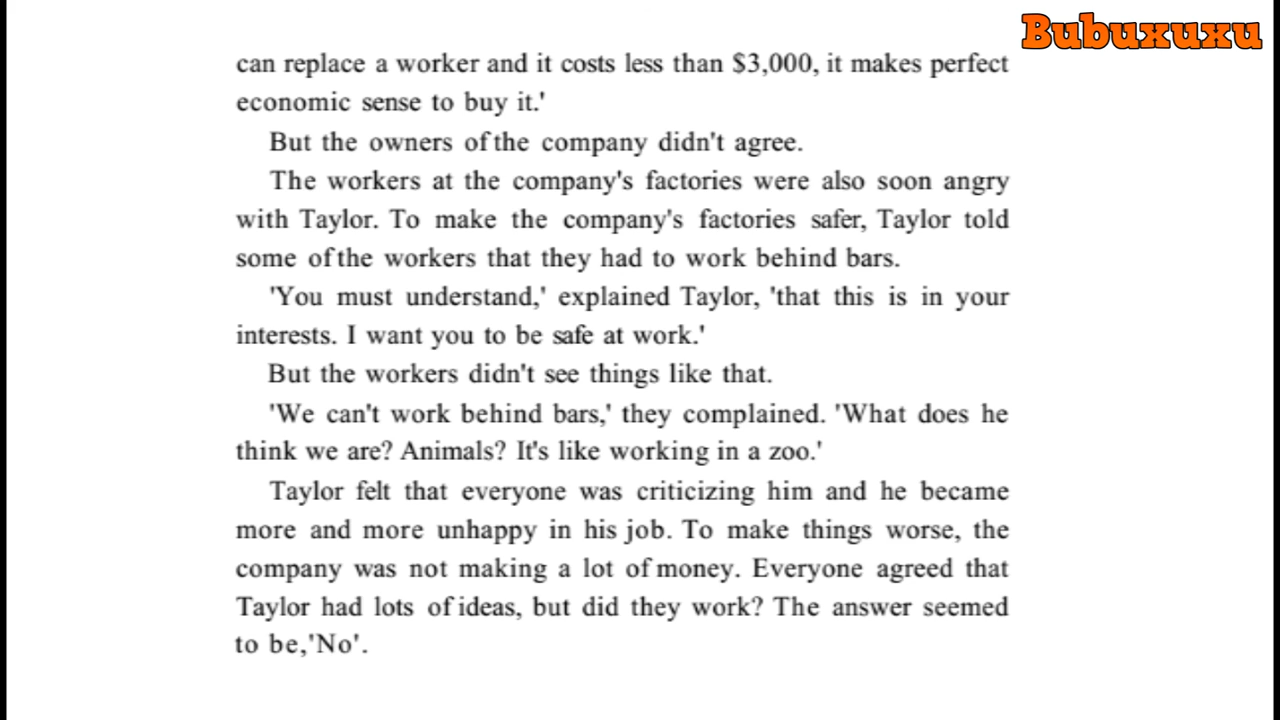 Bubuxuxu
can replace a worker and it costs less than $3,000, it makes perfect
economic sense to buy it.'
But the owners of the company didn't agree.
The workers at the company's factories were also soon angry
with Taylor. To make the company's factories safer, Taylor told
some of the workers that they had to work behind bars.
'You must understand,' explained Taylor, 'that this is in your
interests. I want you to be safe at work.'
But the workers didn't see things like that.
'We can't work behind bars,' they complained. 'What does he
think we are? Animals? It's like working in a zoo.'
Taylor felt that everyone was criticizing him and he became
more and more unhappy in his job. To make things worse, the
company was not making a lot of money. Everyone agreed that
Taylor had lots of ideas, but did they work? The answer seemed
to be,'No'.